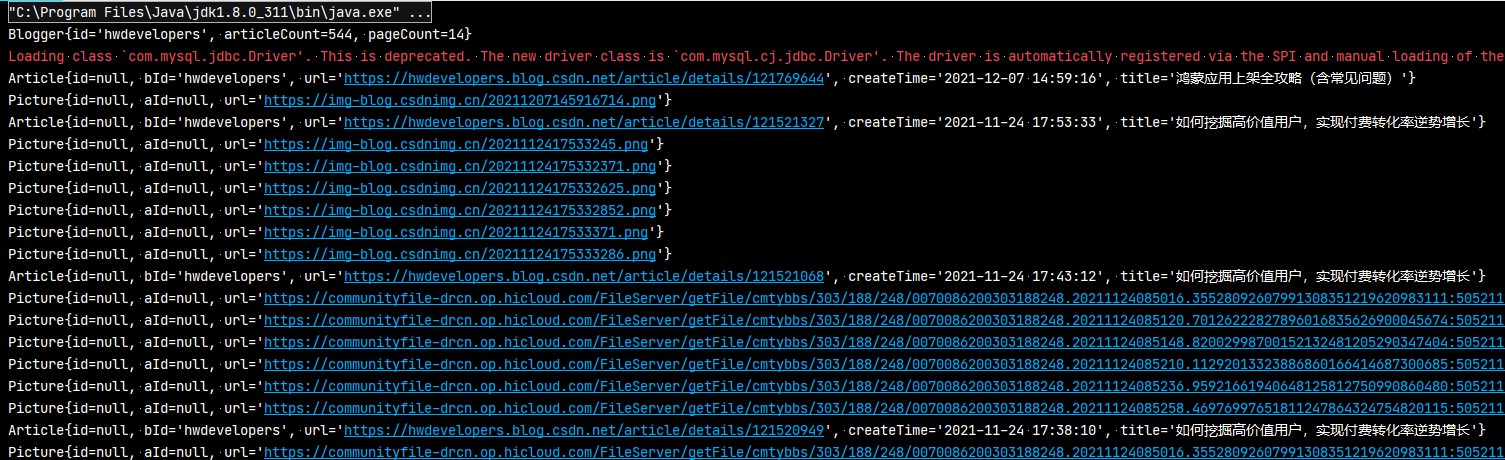 "C:\Program Files\Java\jdk1.8.0_311\bin\java.exe" ...
Blogger{id='hwdevelopers', articleCount=544, pageCount=14}
Loading class `com.mysql.jdbc.Driver'. This is deprecated. The new driver class is `com.mysql.cj.jdbc.Driver'. The driver is automatically registered via the SPI and manual loading of the
Article{id=null, bId='hwdevelopers', url='https://hwdevelopers.blog.csdn.net/article/details/121769644', createTime='2021-12-07 14:59:16', title='鸿蒙应用上架全攻略（含常见问题）'}
Picture{id=null, aId=null, url='https://img-blog.csdnimg.cn/20211207145916714.png'}
Article{id=null, bId='hwdevelopers', url='https://hwdevelopers.blog.csdn.net/article/details/121521327', createTime='2021-11-24 17:53:33', title='如何挖掘高价值用户，实现付费转化率逆势增长'}
Picture{id=null, aId=null, url='https://img-blog.csdnimg.cn/2021112417533245.png'}
Picture{id=null, aId=null, url='https://img-blog.csdnimg.cn/20211124175332371.png'}
Picture{id=null, aId=null, url='https://img-blog.csdnimg.cn/20211124175332625.png'}
Picture{id=null, aId=null, url='https://img-blog.csdnimg.cn/20211124175332852.png'}
Picture{id=null, aId=null, url='https://img-blog.csdnimg.cn/2021112417533371.png'}
Picture{id=null, aId=null, url='https://img-blog.csdnimg.cn/20211124175333286.png'}
Article{id=null, bId='hwdevelopers', url='https://hwdevelopers.blog.csdn.net/article/details/121521068', createTime='2021-11-24 17:43:12', title='如何挖掘高价值用户，实现付费转化率逆势增长'}
Picture{id=null, aId=null, url='https://communityfile-drcn.op.hicloud.com/FileServer/getFile/cmtybbs/303/188/248/0070086200303188248.20211124085016.35528092607991308351219620983111:505211
Picture{id=null, aId=null, url='https://communityfile-drcn.op.hicloud.com/FileServer/getFile/cmtybbs/303/188/248/0070086200303188248.20211124085120.70126222827896016835626900045674:505211
Picture{id=null, aId=null, url='https://communityfile-drcn.op.hicloud.com/FileServer/getFile/cmtybbs/303/188/248/0070086200303188248.20211124085148.82002998700152132481205290347404:505211
Picture{id=null, aId=null, url='https://communityfile-drcn.op.hicloud.com/FileServer/getFile/cmtybbs/303/188/248/0070086200303188248.20211124085210.11292013323886860166414687300685:505211
Picture{id=null, aId=null, url='https://communityfile-drcn.op.hicloud.com/FileServer/getFile/cmtybbs/303/188/248/0070086200303188248.20211124085236.95921661940648125812750990860480:505211
Picture{id=null, aId=null, url='https://communityfile-drcn.op.hicloud.com/FileServer/getFile/cmtybbs/303/188/248/0070086200303188248.20211124085258.46976997651811247864324754820115:505211
Article{id=null, bId='hwdevelopers', url='https://hwdevelopers.blog.csdn.net/article/details/121520949', createTime='2021-11-24 17:38:10', title='如何挖掘高价值用户，实现付费转化率逆势增长'}
Picture{id=null, aId=null, url='https://communityfile-drcn.op.hicloud.com/FileServer/getFile/cmtybbs/303/188/248/0070086200303188248.20211124085016.35528092607991308351219620983111:505211